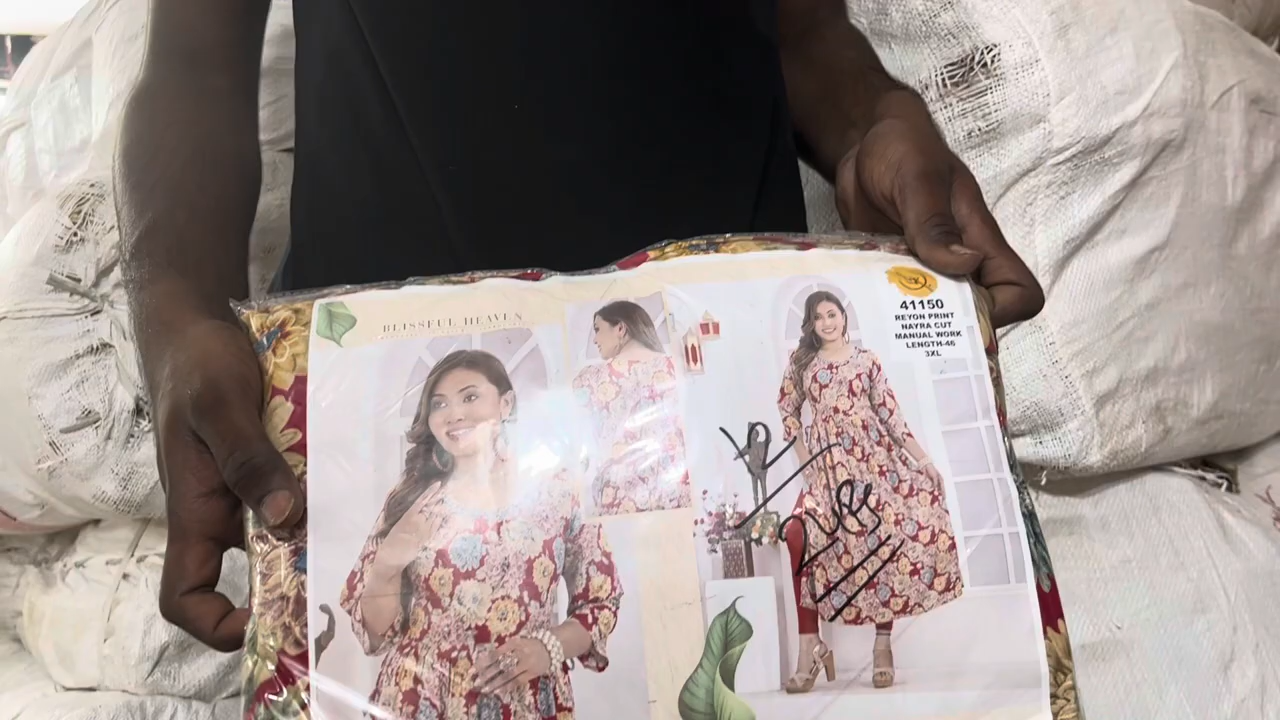 BLISSFUL HEAVEN
41150
REYON PRINT
NAYRA CUT
MANUAL WORK
LENGTH-46
3XL